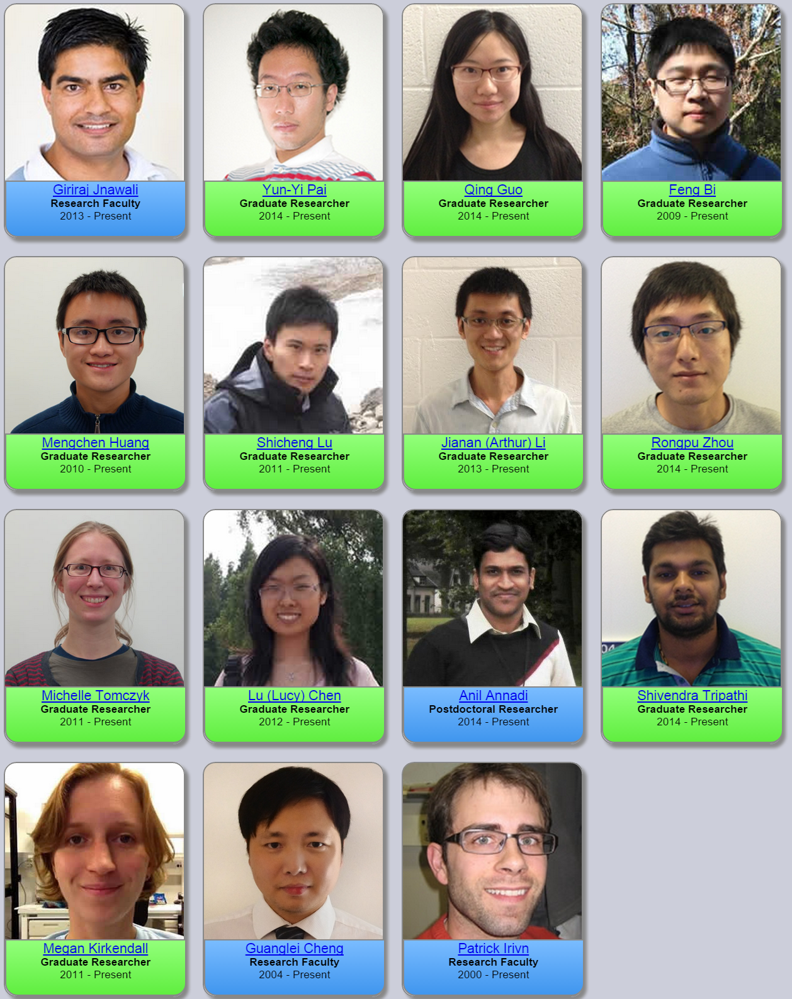 Giriraj Jnawali
Research Faculty
2013 - Present
Yun-Yi Pai
Graduate Researcher
2014 - Present
Qing Guo
Graduate Researcher
2014 - Present
Feng Bi
Graduate Researcher
2009 - Present
Mengchen Huang
Graduate Researcher
2010 - Present
Shicheng Lu
Graduate Researcher
2011 - Present
Jianan (Arthur) Li
Graduate Researcher
2013 - Present
Rongpu Zhou
Graduate Researcher
2014 - Present
04
Michelle Tomczyk
Graduate Researcher
2011 - Present
Lu (Lucy) Chen
Graduate Researcher
2012 - Present
Anil Annadi
Postdoctoral Researcher
2014 - Present
Shivendra Tripathi
Graduate Researcher
2014 - Present
Megan Kirkendall
Graduate Researcher
2011 - Present
Guanglei Cheng
Research Faculty
2004 - Present
Patrick Irivn
Research Faculty
2000 - Present